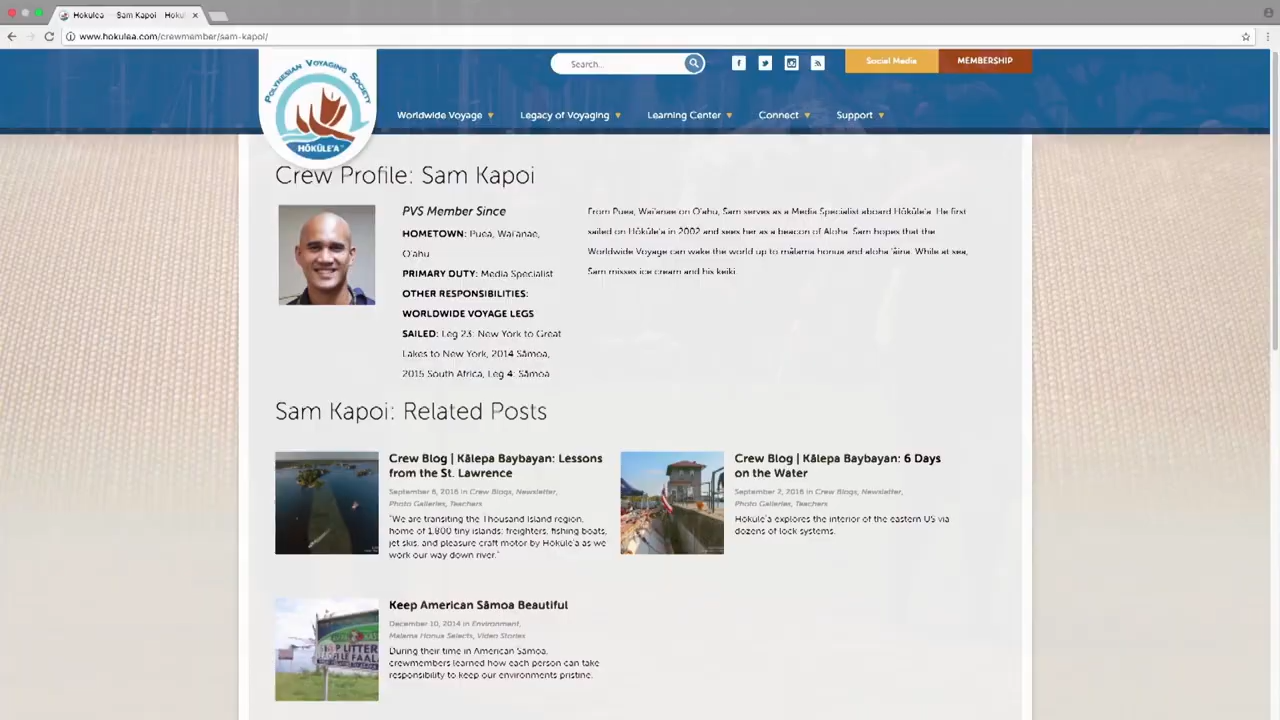 Hokulea — Sam Kapoi Hoku
www.hokulea.com/crewmember/sam-kapoi/
POLYNESIAN VOYAGING SOCIETY
HŌKŪLEʻA
Search...
Social Media
MEMBERSHIP
Worldwide Voyage
Legacy of Voyaging
Learning Center
Connect
Support
Crew Profile: Sam Kapoi
PVS Member Since
HOMETOWN: Puea, Waiʻanae,
Oʻahu
PRIMARY DUTY: Media Specialist
OTHER RESPONSIBILITIES:
WORLDWIDE VOYAGE LEGS
SAILED: Leg 23: New York to Great
Lakes to New York, 2014 Sāmoa,
2015 South Africa, Leg 4: Sāmoa
From Puea, Waiʻanae on Oʻahu, Sam serves as a Media Specialist aboard Hōkūleʻa. He first
sailed on Hōkūleʻa in 2002 and sees her as a beacon of Aloha. Sam hopes that the
Worldwide Voyage can wake the world up to mālama honua and aloha ʻāina. While at sea,
Sam misses ice cream and his keiki.
Sam Kapoi: Related Posts
Crew Blog | Kālepa Baybayan: Lessons
from the St. Lawrence
September 6, 2016 in Crew Blogs, Newsletter,
Photo Galleries, Teachers
"We are transiting the Thousand Island region,
home of 1,800 tiny islands; freighters, fishing boats,
jet skis, and pleasure craft motor by Hōkūleʻa as we
work our way down river."
Crew Blog | Kālepa Baybayan: 6 Days
on the Water
September 2, 2016 in Crew Blogs, Newsletter,
Photo Galleries, Teachers
Hōkūleʻa explores the interior of the eastern US via
dozens of lock systems.
Keep American Sāmoa Beautiful
December 10, 2014 in Environment,
Malama Honua Selects, Video Stories
During their time in American Sāmoa,
crewmembers learned how each person can take
responsibility to keep our environments pristine.
LITTER